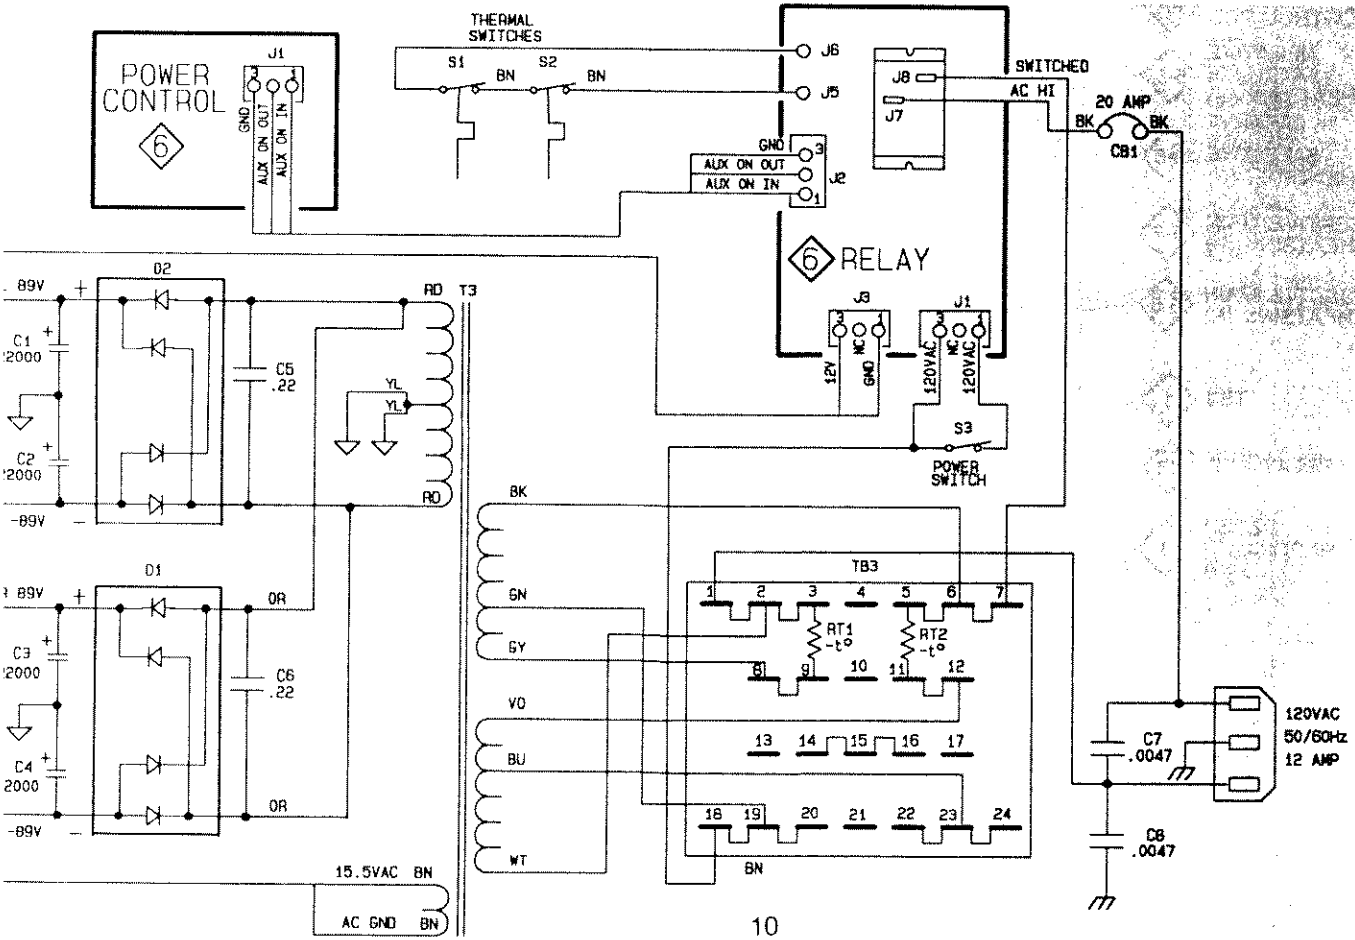 THERMAL
SWITCHES
S1
BN
S2
BN
J6
J5
J8
J7
SWITCHED
AC HI
20 AMP
BK
BK
CB1
POWER
CONTROL
6
J1
3
1
GND
AUX ON OUT
AUX ON IN
GND
AUX ON OUT
AUX ON IN
3
1
J2
6
RELAY
J3
3
1
12V
NC
GND
J1
3
1
120VAC
NC
120VAC
S3
POWER
SWITCH
89V
+
D2
C1
+
2000
C2
+
2000
-89V
-
C5
.22
RD
T3
YL
YL
RD
BK
GN
GY
VO
BU
WT
89V
+
D1
C3
+
2000
C4
+
2000
-89V
-
OR
C6
.22
OR
15.5VAC BN
AC GND BN
TB3
1 2 3 4 5 6 7
RT1
-t°
RT2
-t°
8 9 10 11 12
13 14 15 16 17
18 19 20 21 22 23 24
BN
C7
.0047
C8
.0047
120VAC
50/60Hz
12 AMP
10